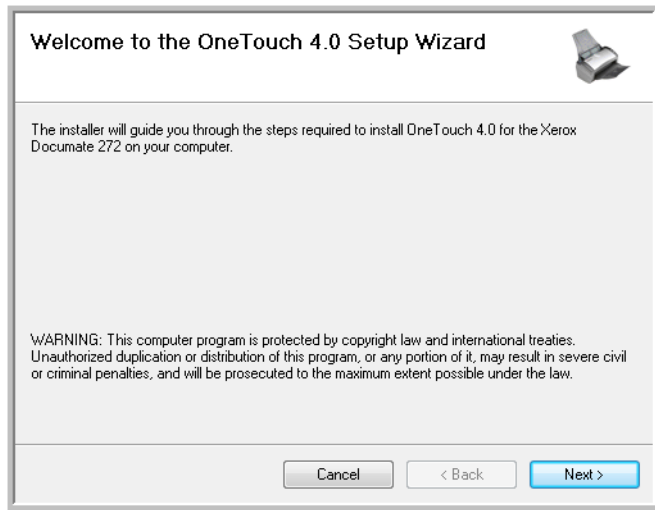 Welcome to the OneTouch 4.0 Setup Wizard
The installer will guide you through the steps required to install OneTouch 4.0 for the Xerox
Documate 272 on your computer.
WARNING: This computer program is protected by copyright law and international treaties.
Unauthorized duplication or distribution of this program, or any portion of it, may result in severe civil
or criminal penalties, and will be prosecuted to the maximum extent possible under the law.
Cancel
< Back
Next >